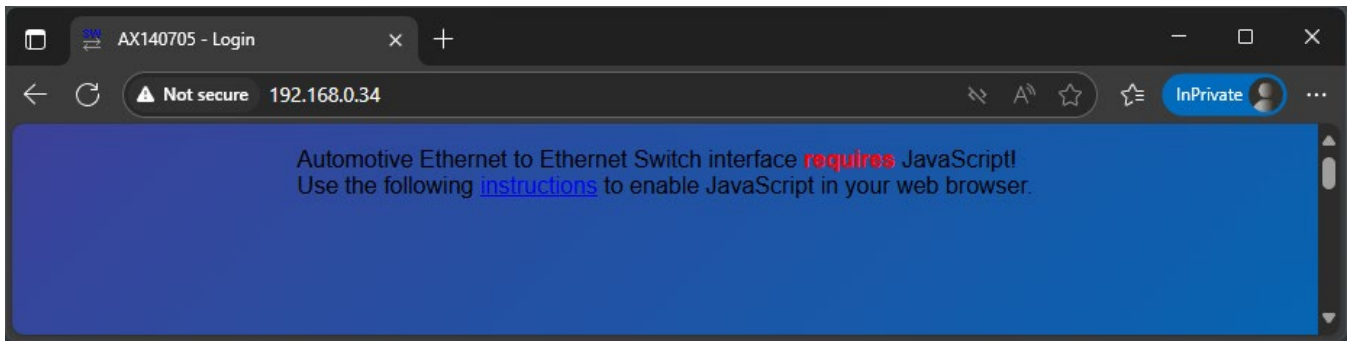 SW AX140705 - Login
Not secure 192.168.0.34 InPrivate
Automotive Ethernet to Ethernet Switch interface requires JavaScript!
Use the following instructions to enable JavaScript in your web browser.